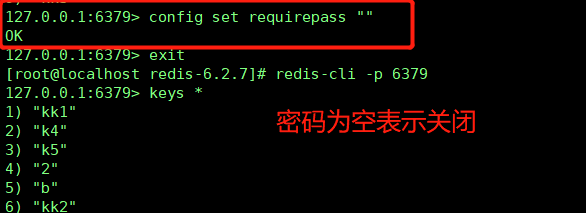 127.0.0.1:6379> config set requirepass ""
OK
127.0.0.1:6379> exit
[root@localhost redis-6.2.7]# redis-cli -p 6379
127.0.0.1:6379> keys *
1) "kk1"
2) "k4"
3) "k5"
4) "2"
5) "b"
6) "kk2"
密码为空表示关闭